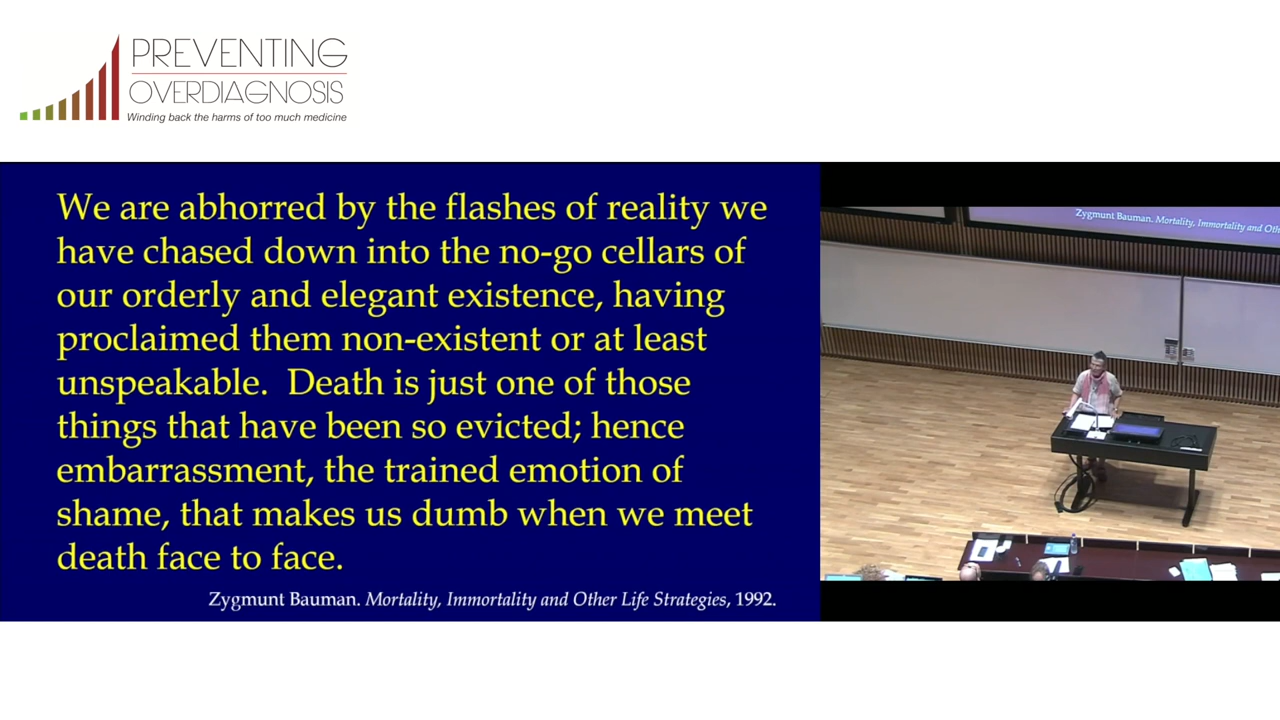 PREVENTING
OVERDIAGNOSIS
Winding back the harms of too much medicine
We are abhorred by the flashes of reality we
have chased down into the no-go cellars of
our orderly and elegant existence, having
proclaimed them non-existent or at least
unspeakable.  Death is just one of those
things that have been so evicted; hence
embarrassment, the trained emotion of
shame, that makes us dumb when we meet
death face to face.
Zygmunt Bauman. Mortality, Immortality and Other Life Strategies, 1992.
Zygmunt Bauman. Mortality, Immortality and Oth